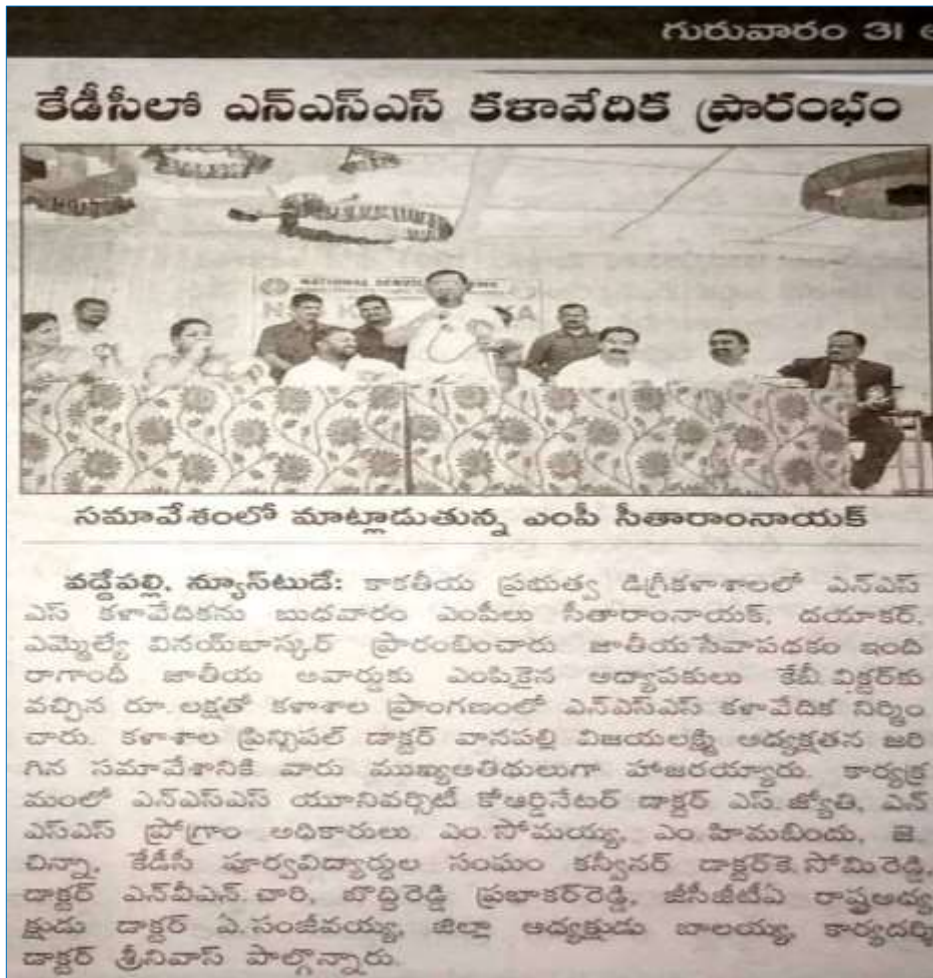 గురువారం 31
కేడీసీలో ఎన్ఎస్ఎస్ కళావేదిక ప్రారంభం
NATIONAL
సమావేశంలో మాట్లాడుతున్న ఎంపీ సీతారాంనాయక్
వడ్డేపల్లి, న్యూస్‌టుడే: కాకతీయ ప్రభుత్వ డిగ్రీకళాశాలలో ఎన్ఎస్
ఎస్ కళావేదికను బుధవారం ఎంపీలు సీతారాంనాయక్, దయాకర్,
ఎమ్మెల్యే వినయ్‌బాస్కర్ ప్రారంభించారు జాతీయసేవాపథకం ఇంది
రాగాంధీ జాతీయ అవార్డుకు ఎంపికైన అద్యాపకులు కేబీ.విక్టర్‌కు
వచ్చిన రూ.లక్షతో కళాశాల ప్రాంగణంలో ఎన్ఎస్ఎస్ కళావేదిక నిర్మిం
చారు. కళాశాల ప్రిన్సిపల్ డాక్టర్ వానపల్లి విజయలక్ష్మి అధ్యక్షతన జరి
గిన సమావేశానికి వారు ముఖ్యఅతిథులుగా హాజరయ్యారు. కార్యక్ర
మంలో ఎన్ఎస్ఎస్ యూనివర్సిటీ కోఆర్డినేటర్ డాక్టర్ ఎస్.జ్యోతి, ఎన్
ఎస్ఎస్ ప్రోగ్రాం అధికారులు ఎం.సోమయ్య, ఎం.హిమబిందు, జె.
చిన్నా, కేడీసీ పూర్వవిద్యార్థుల సంఘం కన్వీనర్ డాక్టర్‌కె.సోమిరెడ్డి,
డాక్టర్ ఎన్‌వీఎన్.చారి, బొద్దిరెడ్డి ప్రభాకర్‌రెడ్డి, జీసీజీటీఏ రాష్ట్రఅధ్య
క్షుడు డాక్టర్ ఏ.సంజీవయ్య, జిల్లా అధ్యక్షుడు బాలయ్య, కార్యదర్శి
డాక్టర్ శ్రీనివాస్ పాల్గొన్నారు.